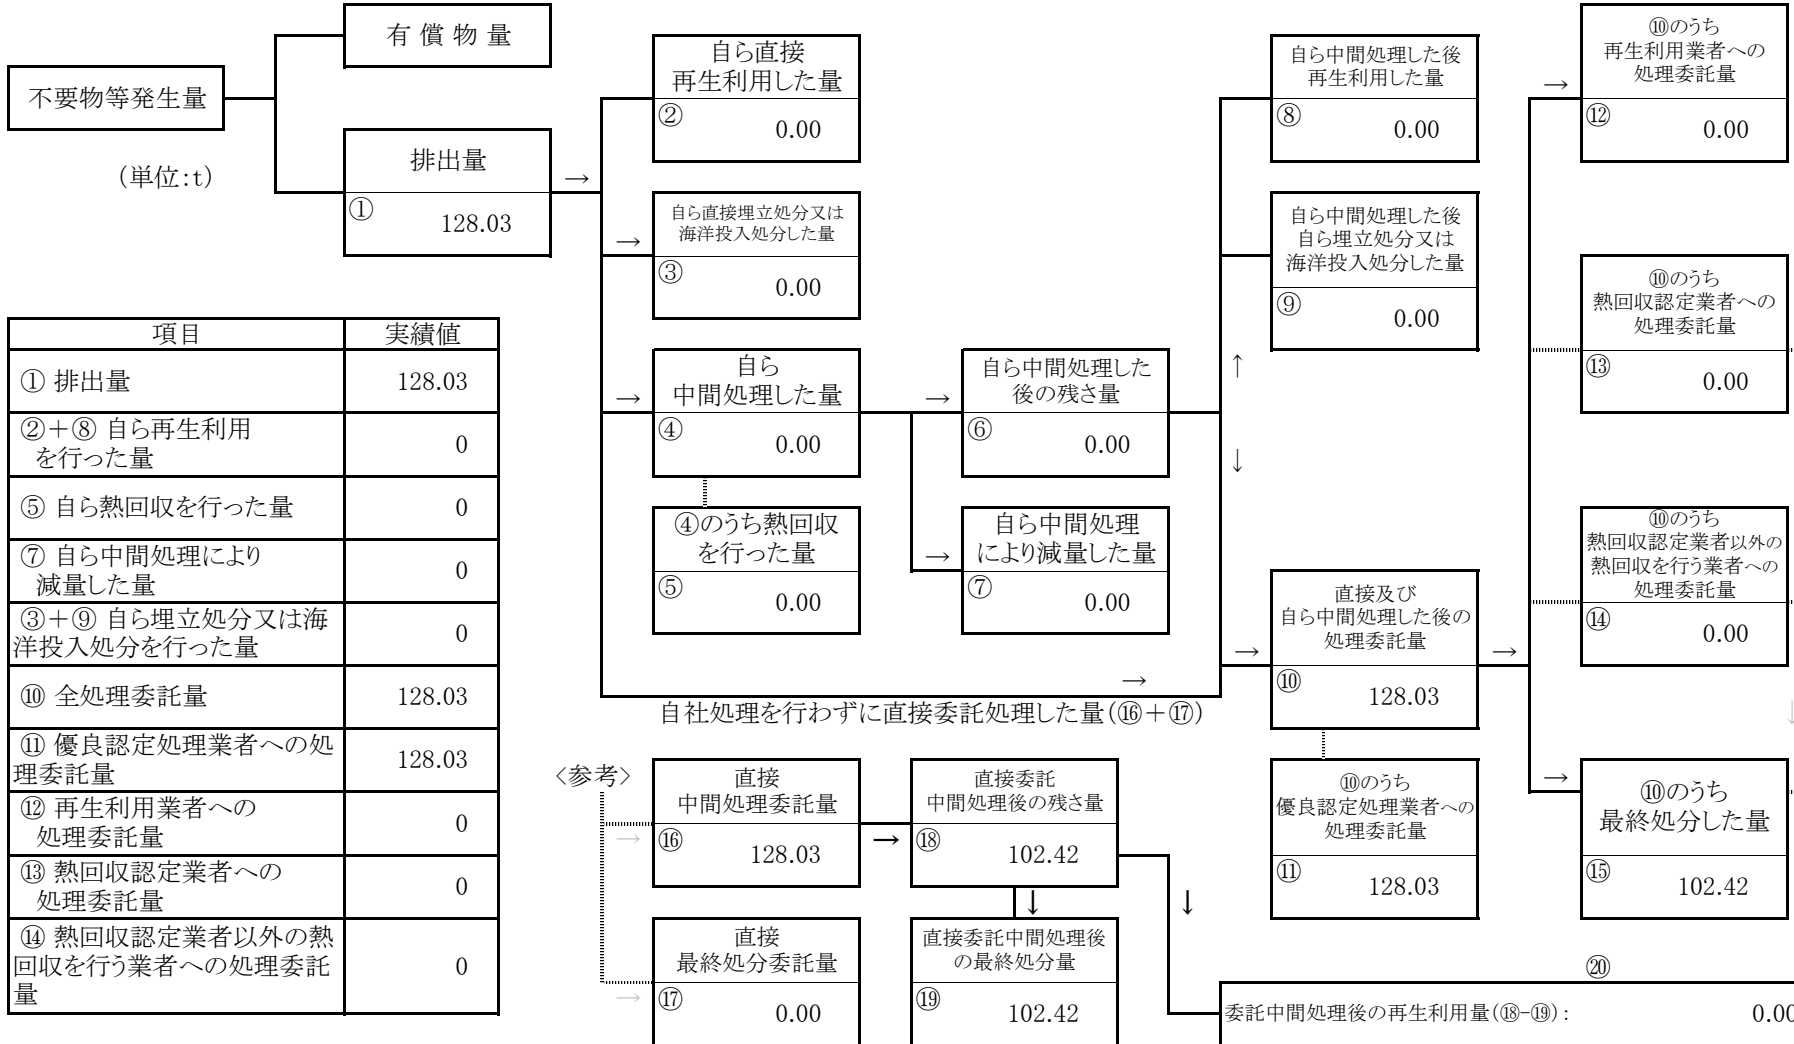 不要物等発生量
(単位:t)
有 償 物 量
排出量
①
128.03
→
自ら直接
再生利用した量
②
0.00
→
自ら直接埋立処分又は
海洋投入処分した量
③
0.00
→
自ら
中間処理した量
④
0.00
④のうち熱回収
を行った量
⑤
0.00
→
自ら中間処理した
後の残さ量
⑥
0.00
→
自ら中間処理
により減量した量
⑦
0.00
自ら中間処理した後
再生利用した量
⑧
0.00
自ら中間処理した後
自ら埋立処分又は
海洋投入処分した量
⑨
0.00
↑
↓
→
直接及び
自ら中間処理した後の
処理委託量
⑩
128.03
→
⑩のうち
優良認定処理業者への
処理委託量
⑪
128.03
→
⑩のうち
再生利用業者への
処理委託量
⑫
0.00
⑩のうち
熱回収認定業者への
処理委託量
⑬
0.00
⑩のうち
熱回収認定業者以外の
熱回収を行う業者への
処理委託量
⑭
0.00
↓
→
⑩のうち
最終処分した量
⑮
102.42
→
自社処理を行わずに直接委託処理した量(⑯+⑰)
<参考>
→
直接
中間処理委託量
⑯
128.03
→
直接委託
中間処理後の残さ量
⑱
102.42
↓
↓
→
直接
最終処分委託量
⑰
0.00
直接委託中間処理後
の最終処分量
⑲
102.42
⑳
委託中間処理後の再生利用量(⑱-⑲): 0.00
項目 実績値
① 排出量 128.03
②+⑧ 自ら再生利用
を行った量 0
⑤ 自ら熱回収を行った量 0
⑦ 自ら中間処理により
減量した量 0
③+⑨ 自ら埋立処分又は海
洋投入処分を行った量 0
⑩ 全処理委託量 128.03
⑪ 優良認定処理業者への処
理委託量 128.03
⑫ 再生利用業者への
処理委託量 0
⑬ 熱回収認定業者への
処理委託量 0
⑭ 熱回収認定業者以外の熱
回収を行う業者への処理委託
量 0